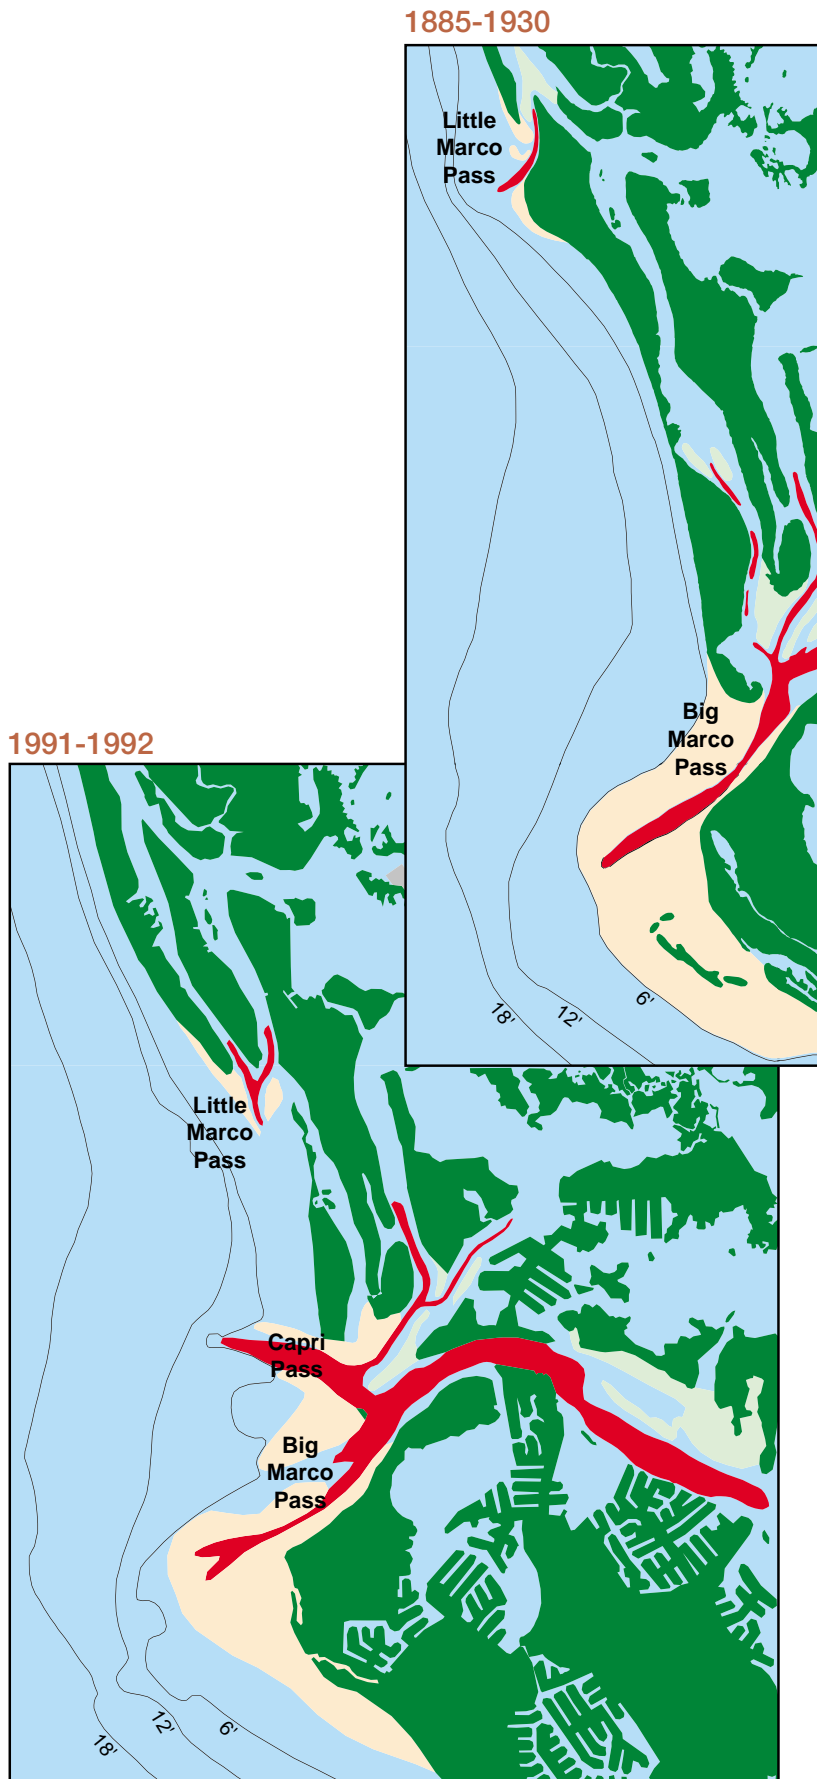 1885-1930
Little
Marco
Pass
Big
Marco
Pass
18'
12'
6'
1991-1992
Little
Marco
Pass
Capri
Pass
Big
Marco
Pass
18'
12'
6'